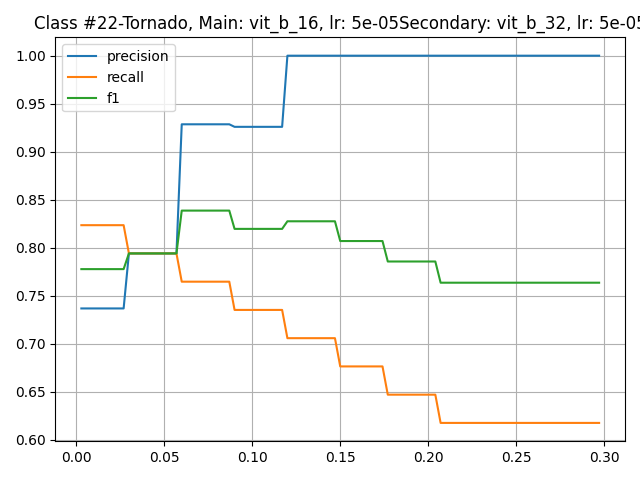 Class #22-Tornado, Main: vit_b_16, lr: 5e-05Secondary: vit_b_32, lr: 5e-05
precision
recall
f1
1.00
0.95
0.90
0.85
0.80
0.75
0.70
0.65
0.60
0.00 0.05 0.10 0.15 0.20 0.25 0.30